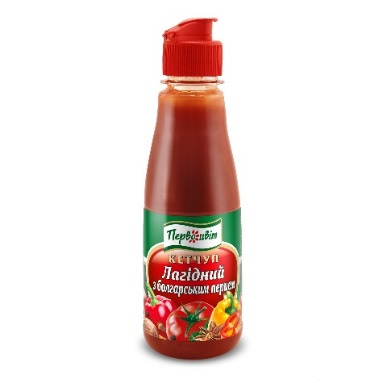 Первоцвіт
КЕТЧУП
Лагідний
з болгарським перцем